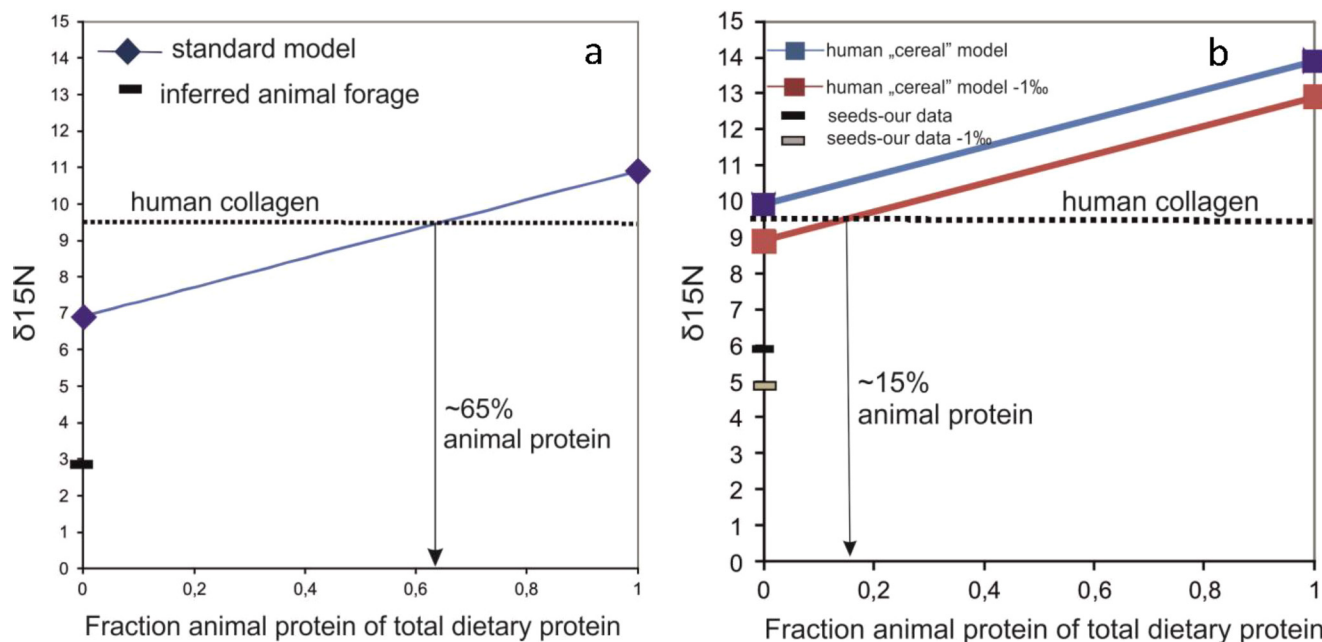 15
14
13
12
11
10
9
8
7
6
5
4
3
2
1
0
δ15N
standard model
a
inferred animal forage
human collagen
~65%
animal protein
0 0,2 0,4 0,6 0,8 1
Fraction animal protein of total dietary protein
15
14
13
12
11
10
9
8
7
6
5
4
3
2
1
0
δ15N
human „cereal” model
b
human „cereal” model -1‰
seeds-our data
seeds-our data -1‰
human collagen
~15%
animal protein
0 0,2 0,4 0,6 0,8 1
Fraction animal protein of total dietary protein